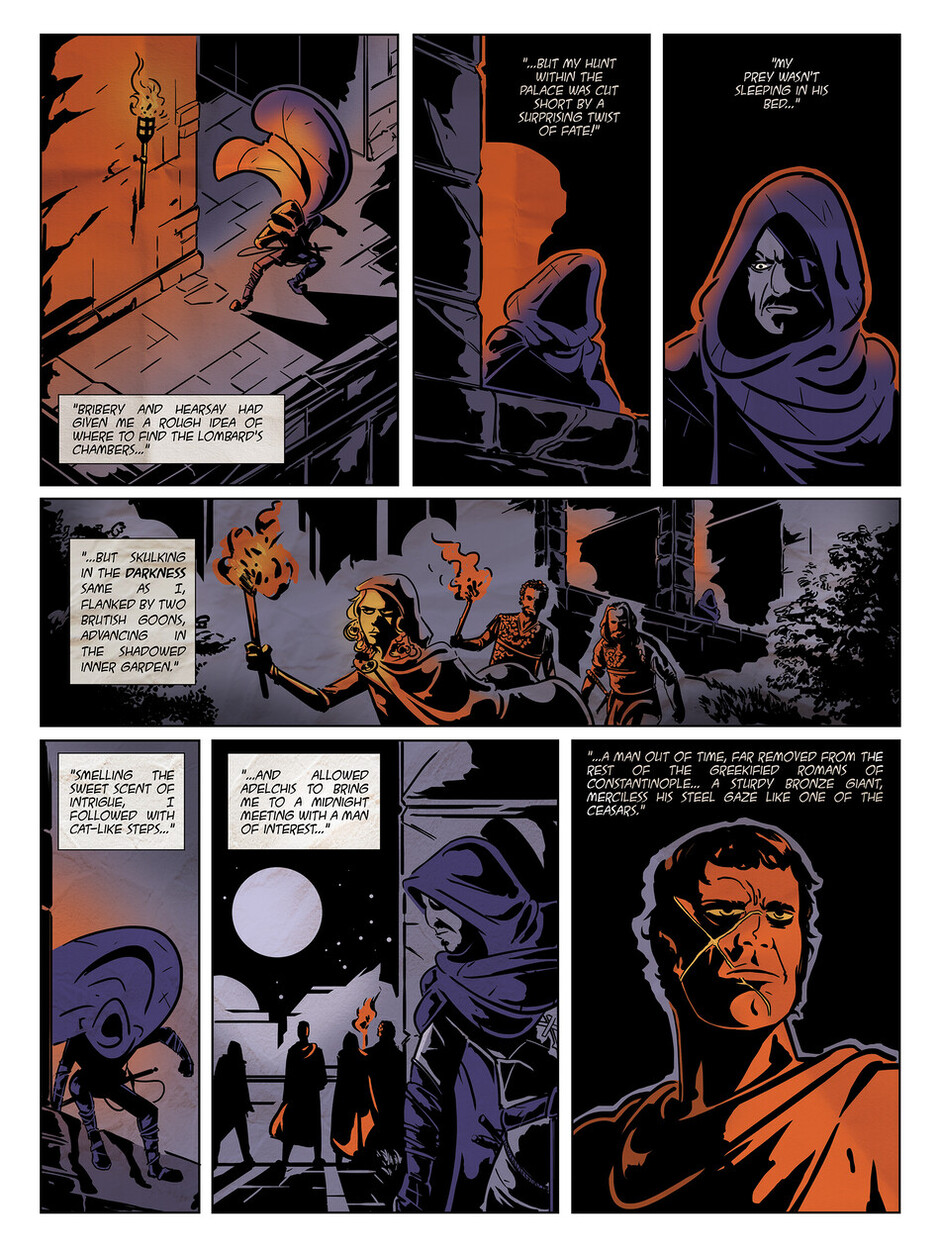 "BRIBERY AND HEARSAY HAD
GIVEN ME A ROUGH IDEA OF
WHERE TO FIND THE LOMBARD'S
CHAMBERS..."
"...BUT MY HUNT
WITHIN THE
PALACE WAS CUT
SHORT BY A
SURPRISING TWIST
OF FATE!"
"MY
PREY WASN'T
SLEEPING IN HIS
BED..."
"...BUT SKULKING
IN THE DARKNESS
SAME AS I,
FLANKED BY TWO
BRUTISH GOONS,
ADVANCING IN
THE SHADOWED
INNER GARDEN."
"SMELLING THE
SWEET SCENT OF
INTRIGUE, I
FOLLOWED WITH
CAT-LIKE STEPS..."
"...AND ALLOWED
ADELCHIS TO BRING
ME TO A MIDNIGHT
MEETING WITH A MAN
OF INTEREST..."
"...A MAN OUT OF TIME, FAR REMOVED FROM THE
REST OF THE GREEKIFIED ROMANS OF
CONSTANTINOPLE... A STURDY BRONZE GIANT,
MERCILESS HIS STEEL GAZE LIKE ONE OF THE
CEASARS."